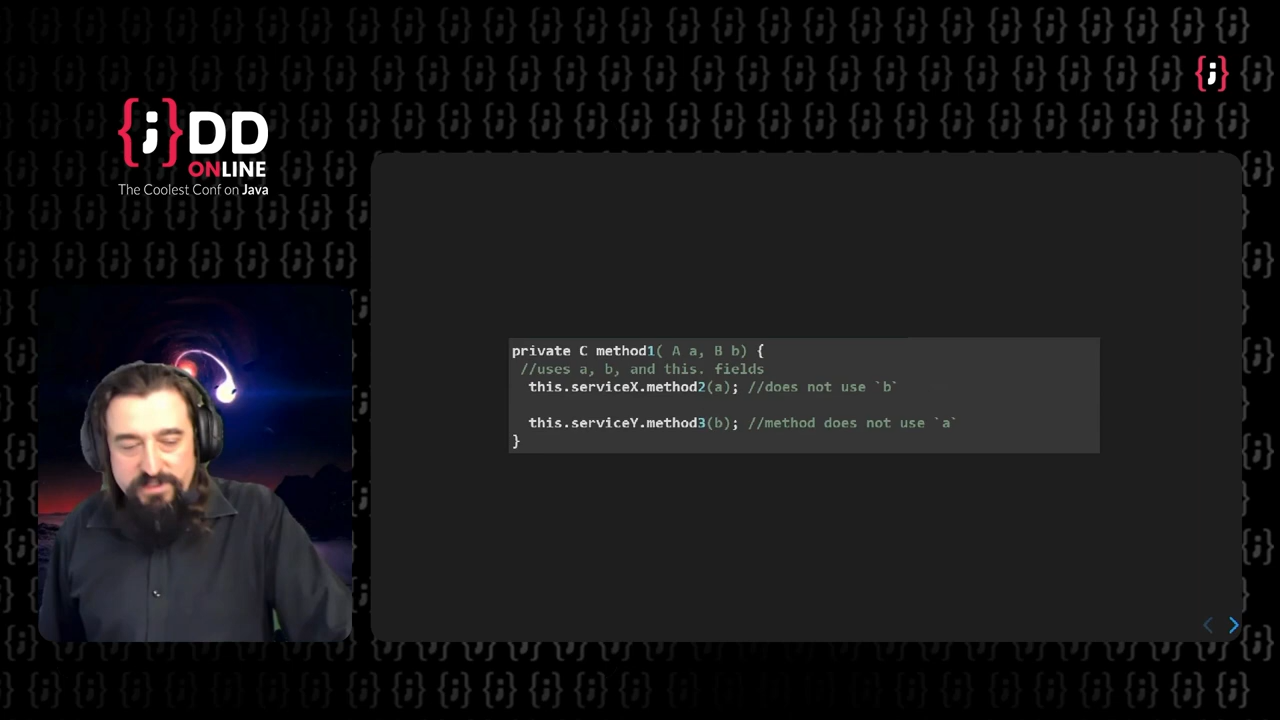 {;}DD
ONLINE
The Coolest Conf on Java
{;}
private C method1( A a, B b) {
//uses a, b, and this. fields
this.serviceX.method2(a); //does not use `b`
this.serviceY.method3(b); //method does not use `a`
}